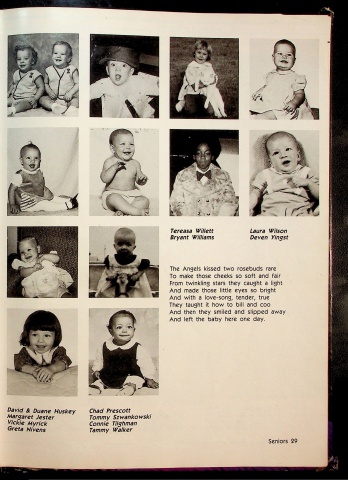 Tereasa Willett
Bryant Williams
Laura Wilson
Deven Yingst
The Angels kissed two rosebuds rare
To make those cheeks so soft and fair
From twinkling stars they caught a light
And made those little eyes so bright
And with a love-song, tender, true
They taught it how to bill and coo
And then they smiled and slipped away
And left the baby here one day.
David & Duane Huskey
Margaret Jester
Vickie Myrick
Greta Nivens
Chad Prescott
Tommy Szwankowski
Connie Tilghman
Tammy Walker
Seniors 29